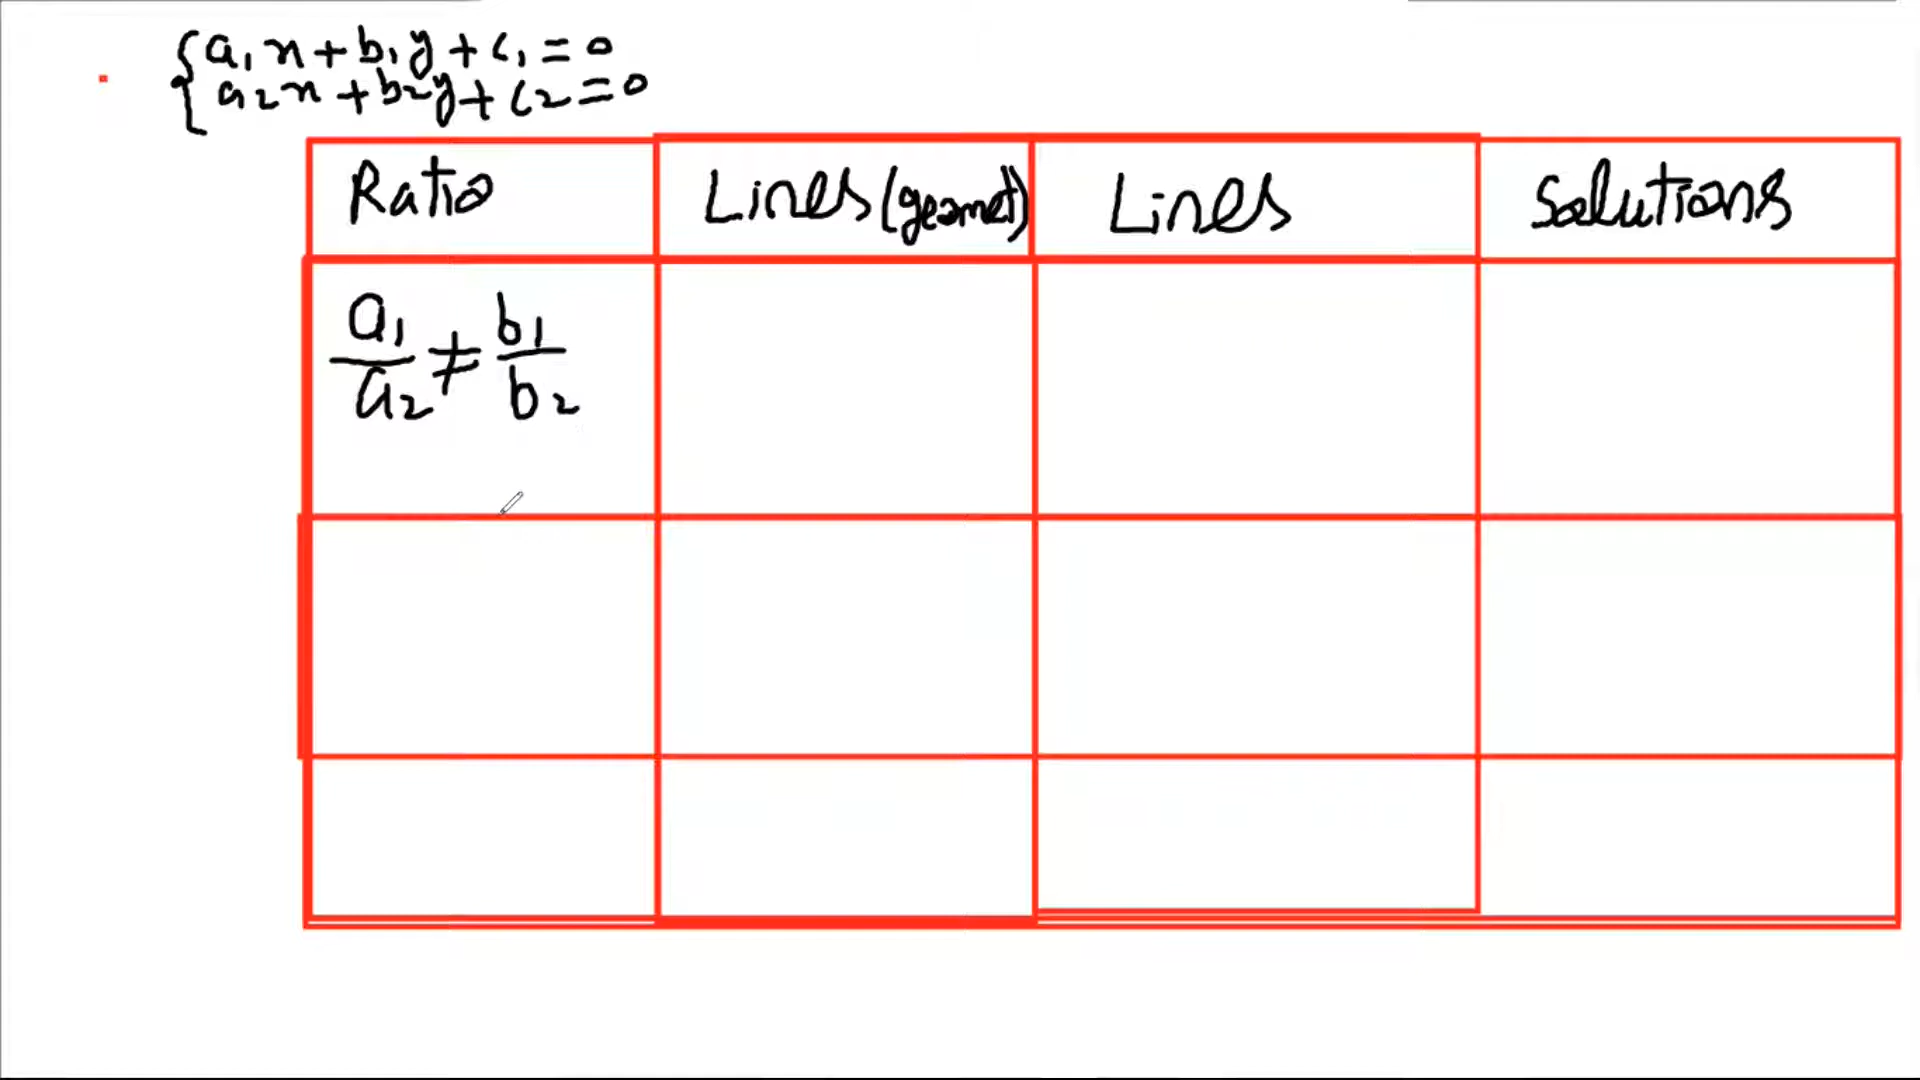 {a₁x + b₁y + c₁ = 0
{a₂x + b₂y + c₂ = 0
Ratio Lines (geomet) Lines Solutions
a₁/a₂ ≠ b₁/b₂